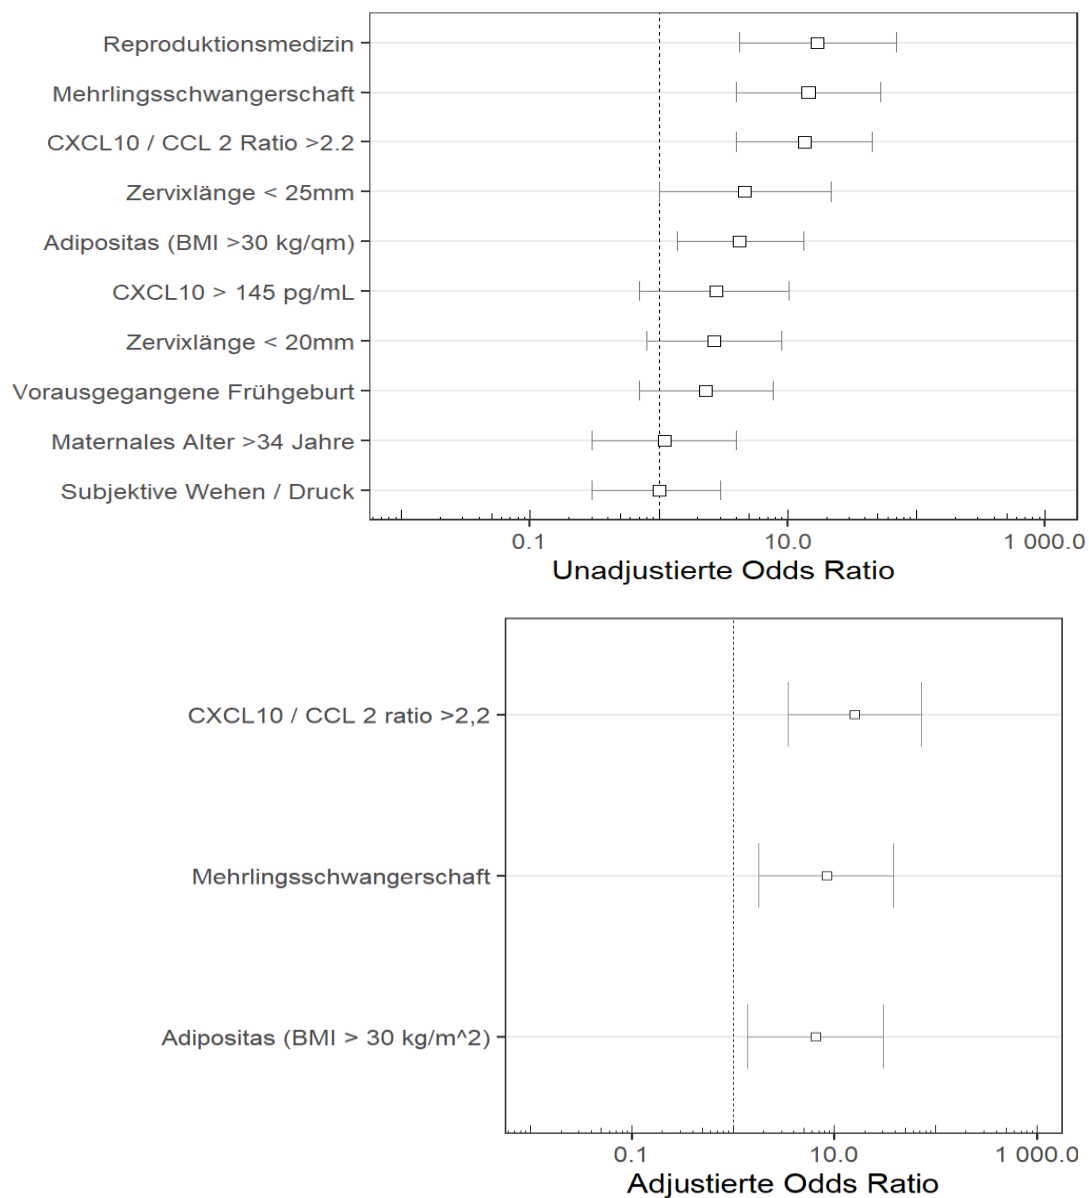 Reproduktionsmedizin
Mehrlingsschwangerschaft
CXCL10 / CCL 2 Ratio >2.2
Zervixlänge < 25mm
Adipositas (BMI >30 kg/qm)
CXCL10 > 145 pg/mL
Zervixlänge < 20mm
Vorausgegangene Frühgeburt
Maternales Alter >34 Jahre
Subjektive Wehen / Druck
0.1 10.0 1 000.0
Unadjustierte Odds Ratio
CXCL10 / CCL 2 ratio >2,2
Mehrlingsschwangerschaft
Adipositas (BMI > 30 kg/m^2)
0.1 10.0 1 000.0
Adjustierte Odds Ratio